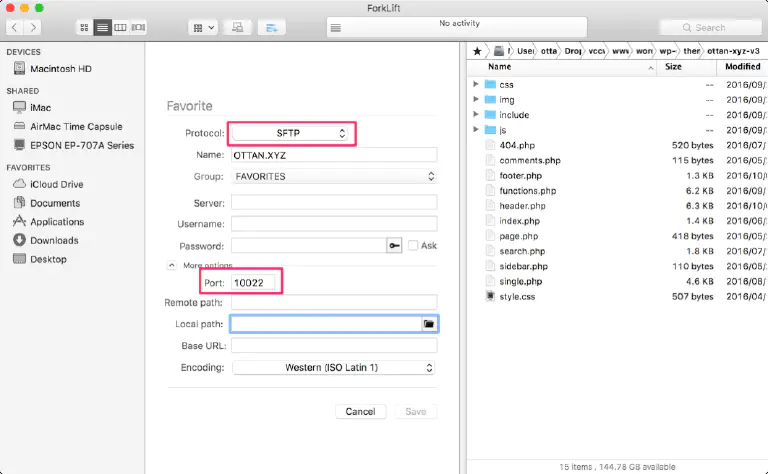 ForkLift
No activity
Search
DEVICES
Macintosh HD
SHARED
iMac
AirMac Time Capsule
EPSON EP-707A Series
FAVORITES
iCloud Drive
Documents
Applications
Downloads
Desktop
Favorite
Protocol: SFTP
Name: OTTAN.XYZ
Group: FAVORITES
Server:
Username:
Password: Ask
More options
Port: 10022
Remote path:
Local path:
Base URL:
Encoding: Western (ISO Latin 1)
Cancel Save
User otta Drop vccw www wor wp- ther ottan-xyz-v3
Name Size Modified
css -- 2016/09/
img -- 2016/09/
include -- 2016/09/
js -- 2016/09/
404.php 520 bytes 2016/07/
comments.php 115 bytes 2016/05/
footer.php 1.3 KB 2016/10/0
functions.php 6.2 KB 2016/09/
header.php 6.3 KB 2016/10/0
index.php 1.4 KB 2016/06/
page.php 418 bytes 2016/05/
search.php 1.8 KB 2016/07/
sidebar.php 110 bytes 2016/05/
single.php 4.6 KB 2016/08/
style.css 507 bytes 2016/04/
15 items , 144.78 GB available